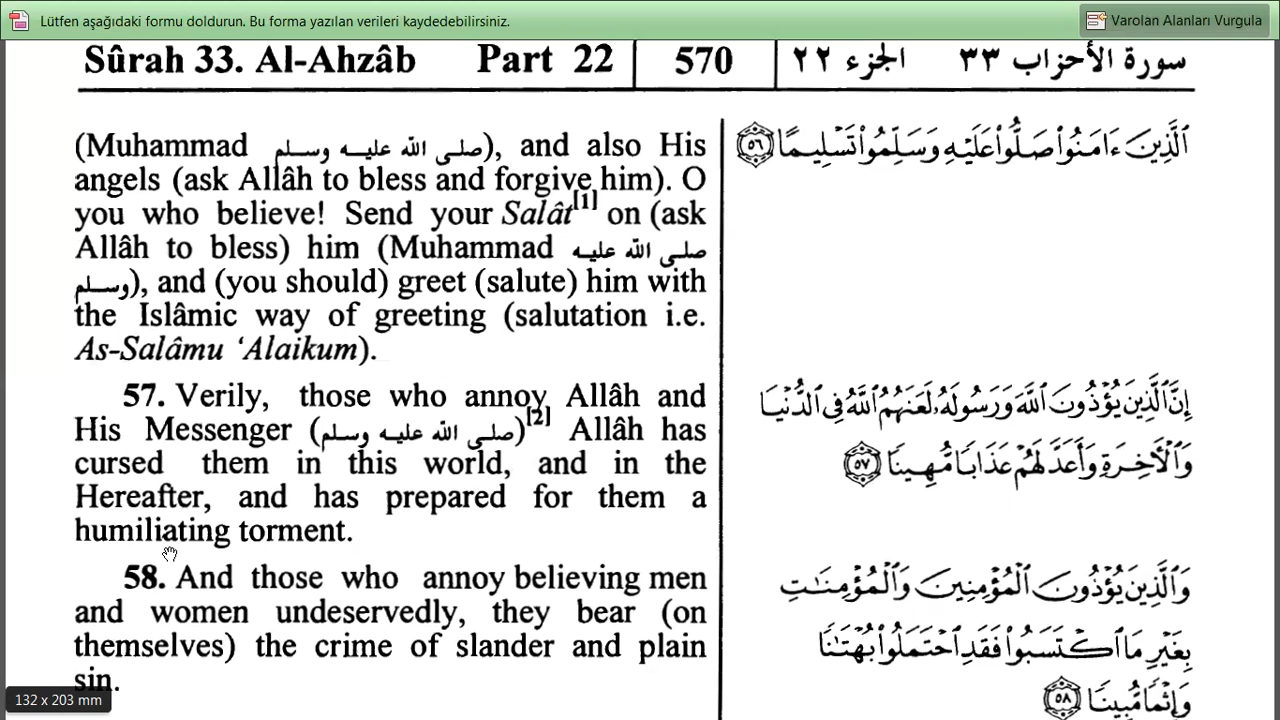 Lütfen aşağıdaki formu doldurun. Bu forma yazılan verileri kaydedebilirsiniz.
Varolan Alanları Vurgula
Sûrah 33. Al-Ahzâb Part 22 570 الجزء ٢٢ سورة الأحزاب ٣٣
(Muhammad صلى الله عليه وسلم), and also His
angels (ask Allâh to bless and forgive him). O
you who believe! Send your Salât[1] on (ask
Allâh to bless) him (Muhammad صلى الله عليه
وسلم), and (you should) greet (salute) him with
the Islâmic way of greeting (salutation i.e.
As-Salâmu ‘Alaikum).
57. Verily, those who annoy Allâh and
His Messenger (صلى الله عليه وسلم)[2] Allâh has
cursed them in this world, and in the
Hereafter, and has prepared for them a
humiliating torment.
58. And those who annoy believing men
and women undeservedly, they bear (on
themselves) the crime of slander and plain
sin.
ٱلَّذِينَ ءَامَنُوا۟ صَلُّوا۟ عَلَيْهِ وَسَلِّمُوا۟ تَسْلِيمًا ٥٦
إِنَّ ٱلَّذِينَ يُؤْذُونَ ٱللَّهَ وَرَسُولَهُۥ لَعَنَهُمُ ٱللَّهُ فِى ٱلدُّنْيَا
وَٱلْـَٔاخِرَةِ وَأَعَدَّ لَهُمْ عَذَابًا مُّهِينًا ٥٧
وَٱلَّذِينَ يُؤْذُونَ ٱلْمُؤْمِنِينَ وَٱلْمُؤْمِنَـٰتِ
بِغَيْرِ مَا ٱكْتَسَبُوا۟ فَقَدِ ٱحْتَمَلُوا۟ بُهْتَـٰنًا
وَإِثْمًا مُّبِينًا ٥٨
132 x 203 mm